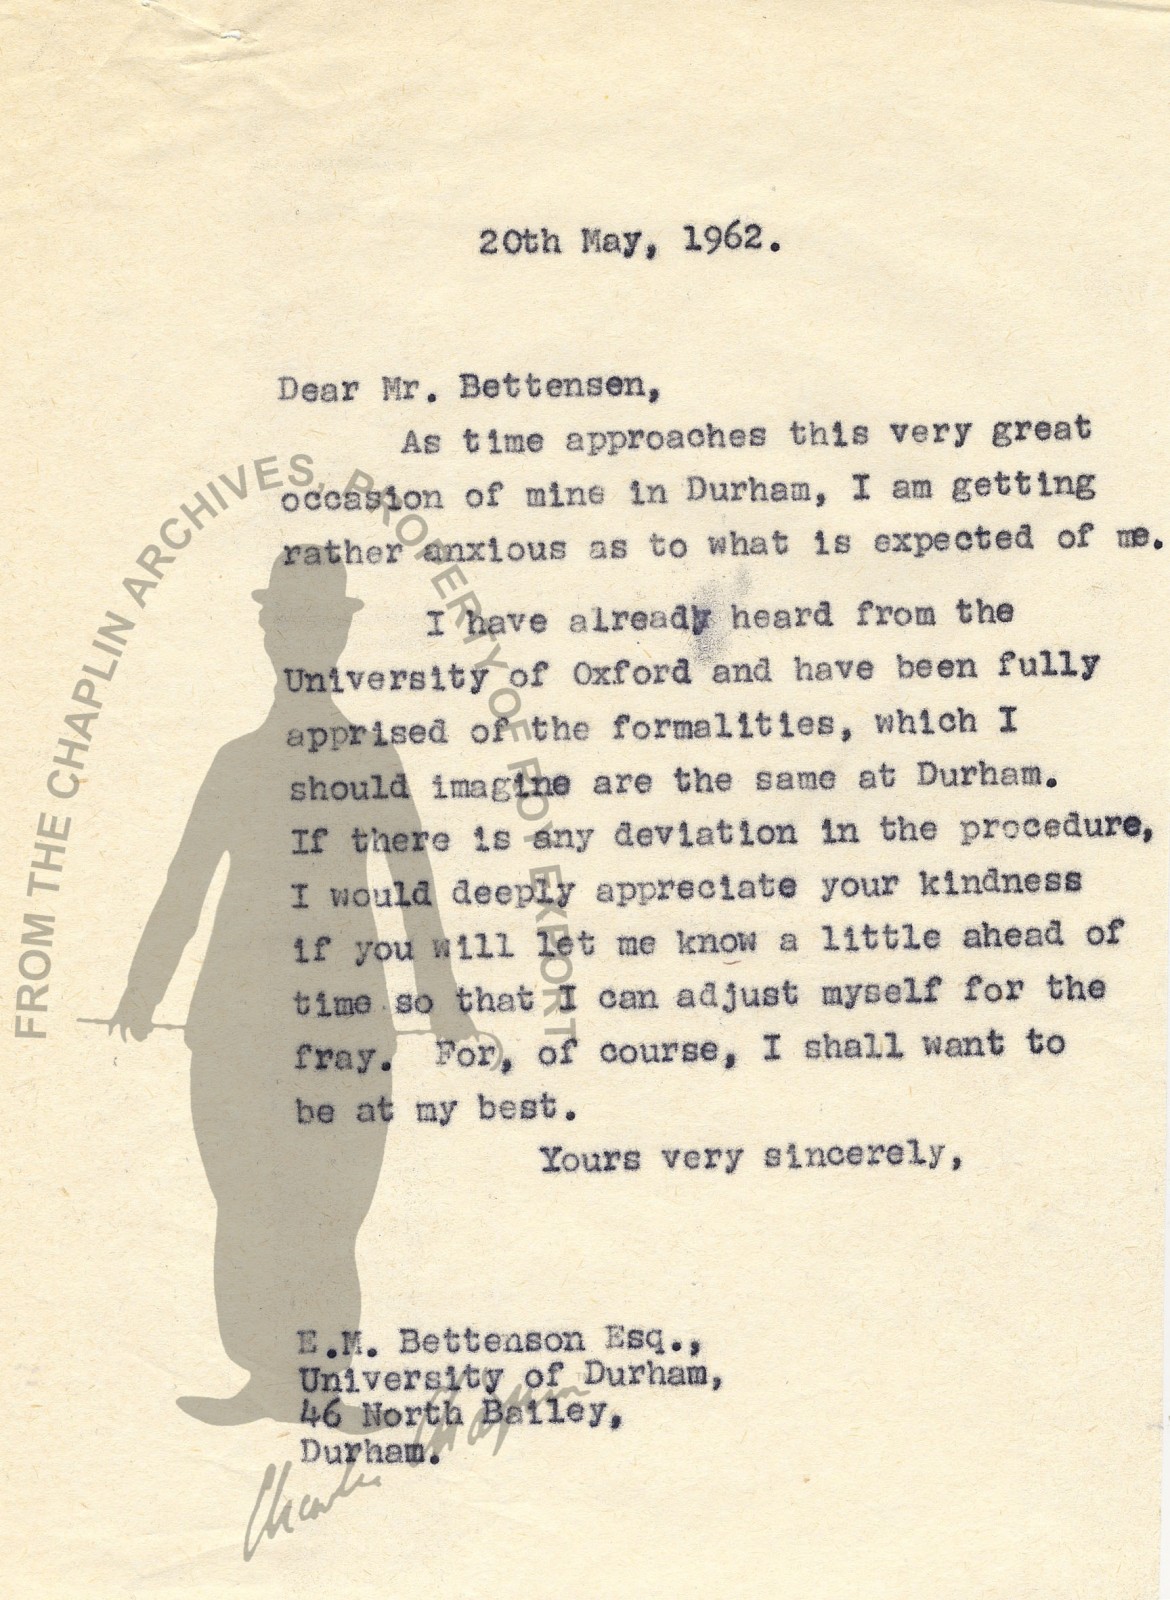 20th May, 1962.
Dear Mr. Bettensen,
As time approaches this very great
occasion of mine in Durham, I am getting
rather anxious as to what is expected of me.
I have already heard from the
University of Oxford and have been fully
apprised of the formalities, which I
should imagine are the same at Durham.
If there is any deviation in the procedure,
I would deeply appreciate your kindness
if you will let me know a little ahead of
time so that I can adjust myself for the
fray. For, of course, I shall want to
be at my best.
Yours very sincerely,
E.M. Bettenson Esq.,
University of Durham,
46 North Bailey,
Durham.
FROM THE CHAPLIN ARCHIVES, PROPERTY OF ROY EXPORT
Charlie Chaplin